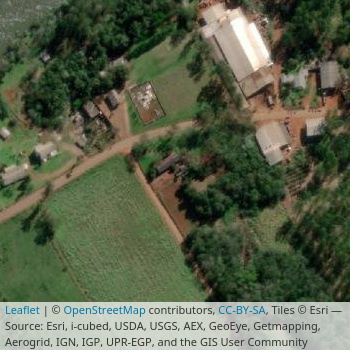 Leaflet | © OpenStreetMap contributors, CC-BY-SA, Tiles © Esri —
Source: Esri, i-cubed, USDA, USGS, AEX, GeoEye, Getmapping,
Aerogrid, IGN, IGP, UPR-EGP, and the GIS User Community